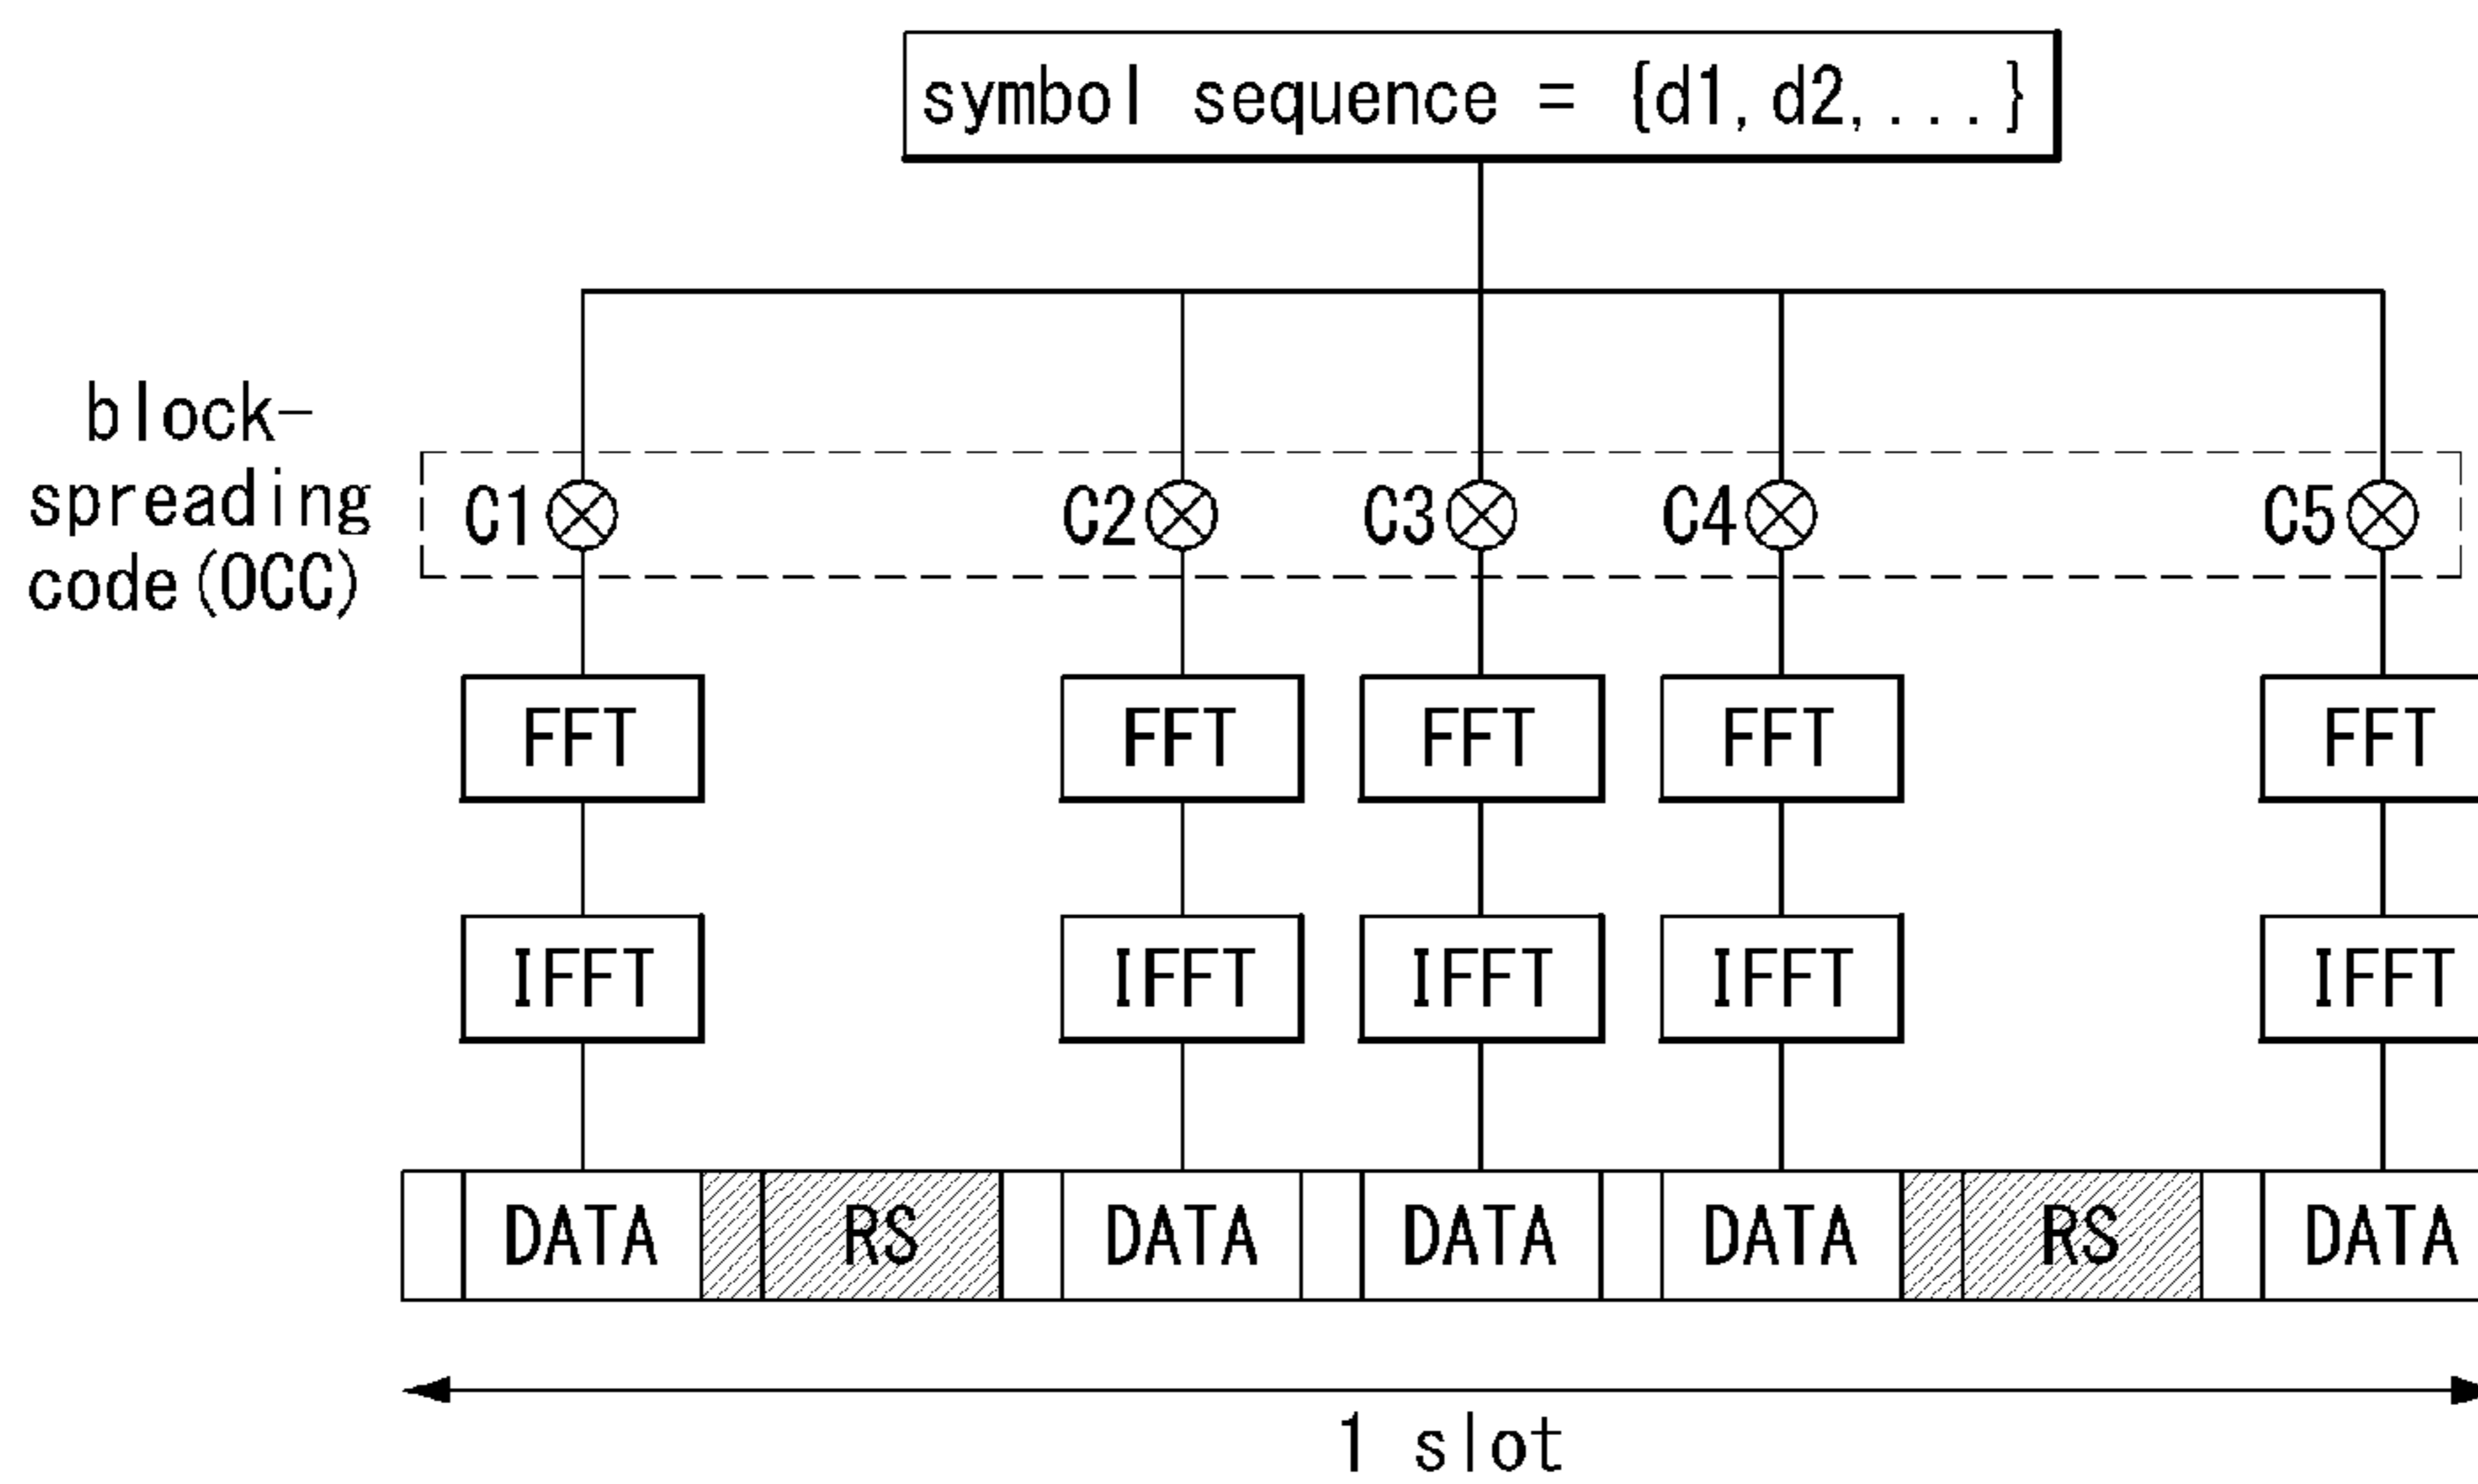 symbol sequence = {d1, d2, ... }
block-
spreading
code(OCC)
C1 C2 C3 C4 C5
FFT FFT FFT FFT FFT
IFFT IFFT IFFT IFFT IFFT
DATA RS DATA DATA DATA RS DATA
1 slot